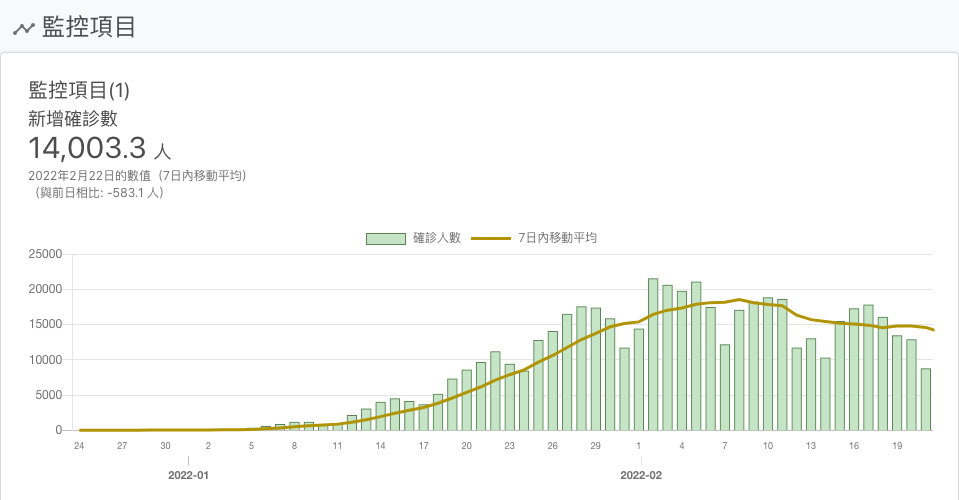 監控項目
監控項目(1)
新增確診數
14,003.3 人
2022年2月22日的數值（7日內移動平均）
（與前日相比: -583.1 人）
確診人數 7日內移動平均
25000
20000
15000
10000
5000
0
24 27 30 2 5 8 11 14 17 20 23 26 29 1 4 7 10 13 16 19
2022-01 2022-02